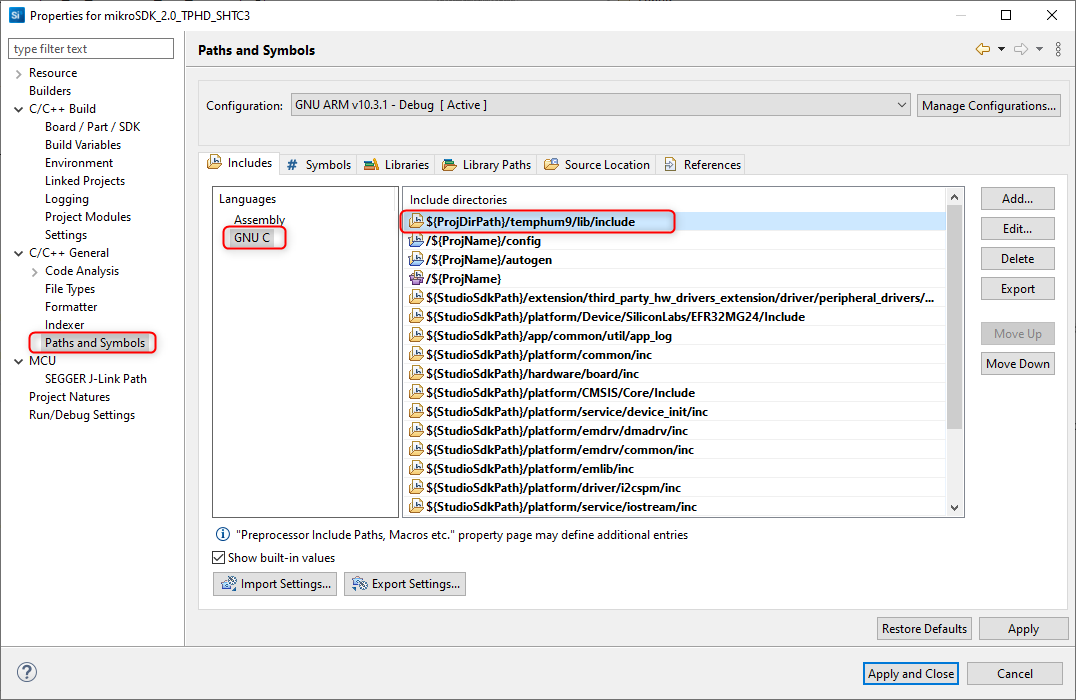 Si Properties for mikroSDK_2.0_TPHD_SHTC3
type filter text
Resource
Builders
C/C++ Build
Board / Part / SDK
Build Variables
Environment
Linked Projects
Logging
Project Modules
Settings
C/C++ General
Code Analysis
File Types
Formatter
Indexer
Paths and Symbols
MCU
SEGGER J-Link Path
Project Natures
Run/Debug Settings
Paths and Symbols
Configuration: GNU ARM v10.3.1 - Debug [ Active ] Manage Configurations...
Includes # Symbols Libraries Library Paths Source Location References
Languages
Assembly
GNU C
Include directories
${ProjDirPath}/temphum9/lib/include
/${ProjName}/config
/${ProjName}/autogen
/${ProjName}
${StudioSdkPath}/extension/third_party_hw_drivers_extension/driver/peripheral_drivers/...
${StudioSdkPath}/platform/Device/SiliconLabs/EFR32MG24/Include
${StudioSdkPath}/app/common/util/app_log
${StudioSdkPath}/platform/common/inc
${StudioSdkPath}/hardware/board/inc
${StudioSdkPath}/platform/CMSIS/Core/Include
${StudioSdkPath}/platform/service/device_init/inc
${StudioSdkPath}/platform/emdrv/dmadrv/inc
${StudioSdkPath}/platform/emdrv/common/inc
${StudioSdkPath}/platform/emlib/inc
${StudioSdkPath}/platform/driver/i2cspm/inc
${StudioSdkPath}/platform/service/iostream/inc
Add...
Edit...
Delete
Export
Move Up
Move Down
"Preprocessor Include Paths, Macros etc." property page may define additional entries
Show built-in values
Import Settings... Export Settings...
Restore Defaults Apply
? Apply and Close Cancel